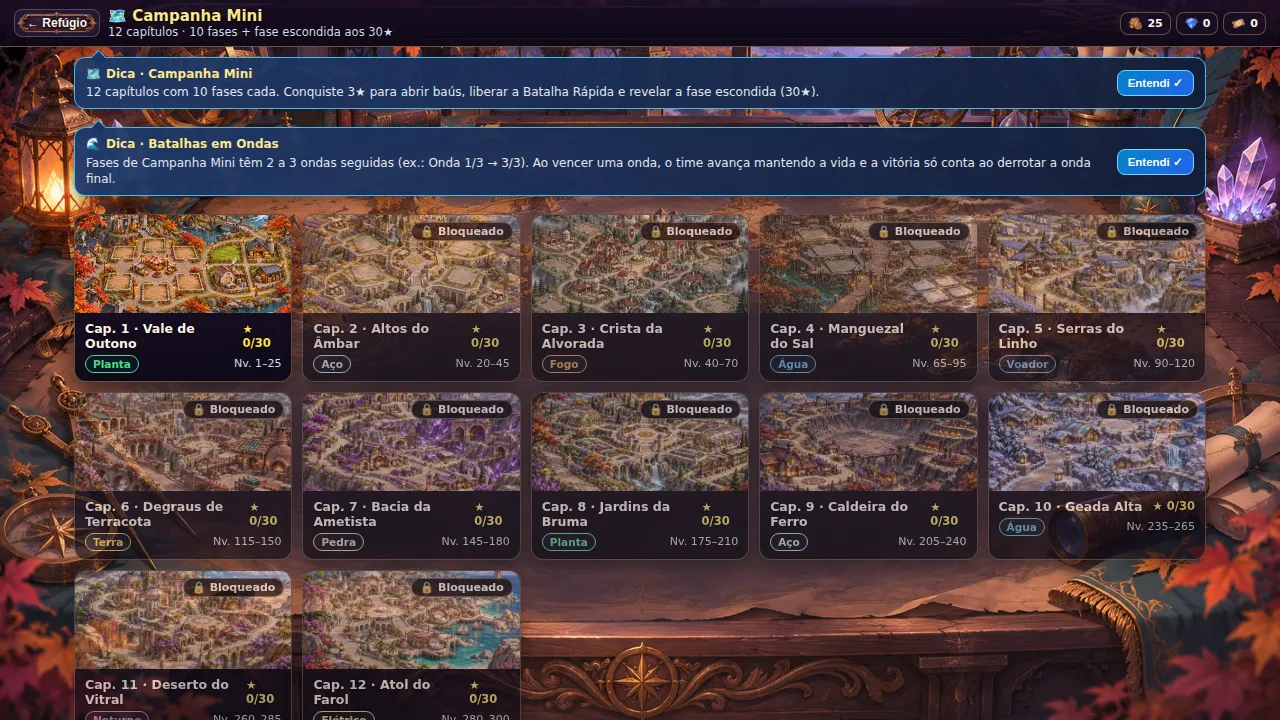 ← Refúgio
Campanha Mini
12 capítulos · 10 fases + fase escondida aos 30★
25
0
0
Dica · Campanha Mini
12 capítulos com 10 fases cada. Conquiste 3★ para abrir baús, liberar a Batalha Rápida e revelar a fase escondida (30★).
Entendi ✓
Dica · Batalhas em Ondas
Fases de Campanha Mini têm 2 a 3 ondas seguidas (ex.: Onda 1/3 → 3/3). Ao vencer uma onda, o time avança mantendo a vida e a vitória só conta ao derrotar a onda
final.
Entendi ✓
Cap. 1 · Vale de
Outono
★
0/30
Planta
Nv. 1–25
Bloqueado
Cap. 2 · Altos do
Âmbar
★
0/30
Aço
Nv. 20–45
Bloqueado
Cap. 3 · Crista da
Alvorada
★
0/30
Fogo
Nv. 40–70
Bloqueado
Cap. 4 · Manguezal
do Sal
★
0/30
Água
Nv. 65–95
Bloqueado
Cap. 5 · Serras do
Linho
★
0/30
Voador
Nv. 90–120
Bloqueado
Cap. 6 · Degraus de
Terracota
★
0/30
Terra
Nv. 115–150
Bloqueado
Cap. 7 · Bacia da
Ametista
★
0/30
Pedra
Nv. 145–180
Bloqueado
Cap. 8 · Jardins da
Bruma
★
0/30
Planta
Nv. 175–210
Bloqueado
Cap. 9 · Caldeira do
Ferro
★
0/30
Aço
Nv. 205–240
Bloqueado
Cap. 10 · Geada Alta
★ 0/30
Água
Nv. 235–265
Bloqueado
Cap. 11 · Deserto do
Vitral
★
0/30
Noturno
Nv. 260–285
Bloqueado
Cap. 12 · Atol do
Farol
★
0/30
Elétrico
Nv. 280–300